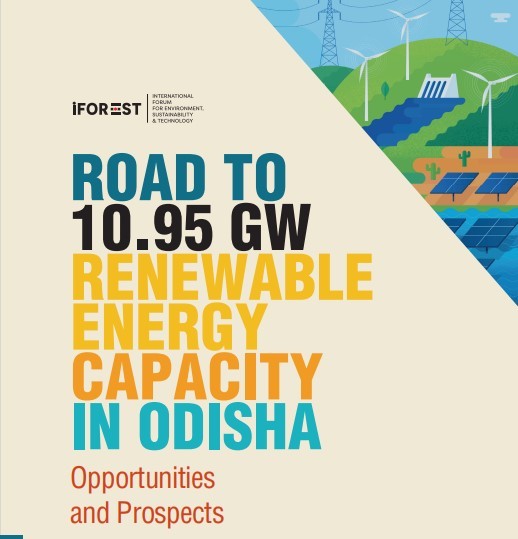 iFOREST
INTERNATIONAL
FORUM
FOR ENVIRONMENT,
SUSTAINABILITY
& TECHNOLOGY
ROAD TO
10.95 GW
RENEWABLE
ENERGY
CAPACITY
IN ODISHA
Opportunities
and Prospects